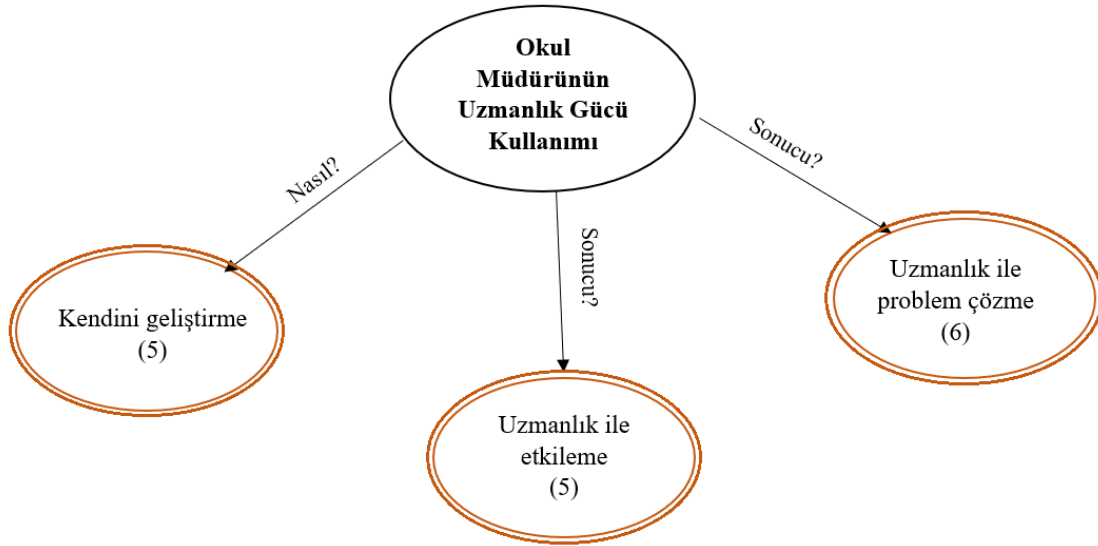 Okul
Müdürünün
Uzmanlık Gücü
Kullanımı
Nasıl?
Sonucu?
Sonucu?
Kendini geliştirme
(5)
Uzmanlık ile
etkileme
(5)
Uzmanlık ile
problem çözme
(6)